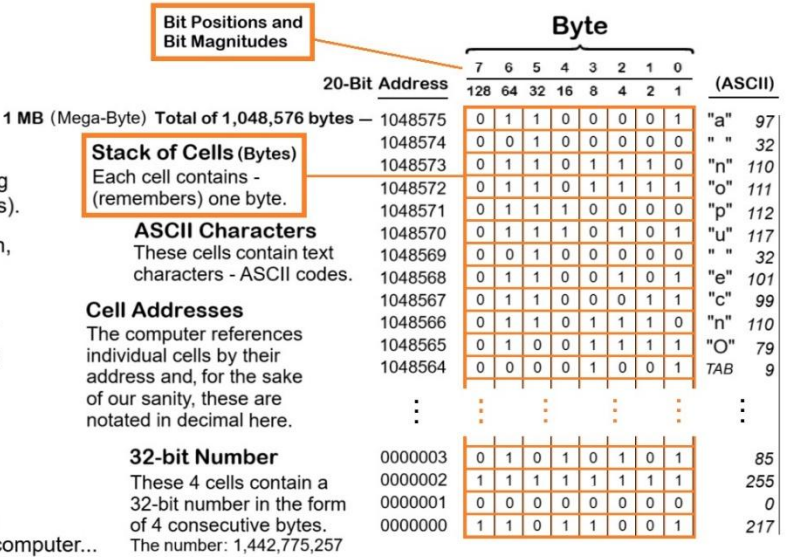 Bit Positions and
Bit Magnitudes
Byte
7 6 5 4 3 2 1 0
20-Bit Address 128 64 32 16 8 4 2 1 (ASCII)
1 MB (Mega-Byte) Total of 1,048,576 bytes — 1048575 0 1 1 0 0 0 0 1 "a" 97
1048574 0 0 1 0 0 0 0 0 " " 32
Stack of Cells (Bytes)
Each cell contains -
(remembers) one byte.
1048573 0 1 1 0 1 1 1 0 "n" 110
1048572 0 1 1 0 1 1 1 1 "o" 111
1048571 0 1 1 1 0 0 0 0 "p" 112
s).
ASCII Characters
These cells contain text
characters - ASCII codes.
1048570 0 1 1 1 0 1 0 1 "u" 117
1048569 0 0 1 0 0 0 0 0 " " 32
1048568 0 1 1 0 0 1 0 1 "e" 101
1048567 0 1 1 0 0 0 1 1 "c" 99
1048566 0 1 1 0 1 1 1 0 "n" 110
1048565 0 1 0 0 1 1 1 1 "O" 79
1048564 0 0 0 0 1 0 0 1 TAB 9
Cell Addresses
The computer references
individual cells by their
address and, for the sake
of our sanity, these are
notated in decimal here.
32-bit Number
These 4 cells contain a
32-bit number in the form
of 4 consecutive bytes.
The number: 1,442,775,257
0000003 0 1 0 1 0 1 0 1 85
0000002 1 1 1 1 1 1 1 1 255
0000001 0 0 0 0 0 0 0 0 0
0000000 1 1 0 1 1 0 0 1 217
computer...